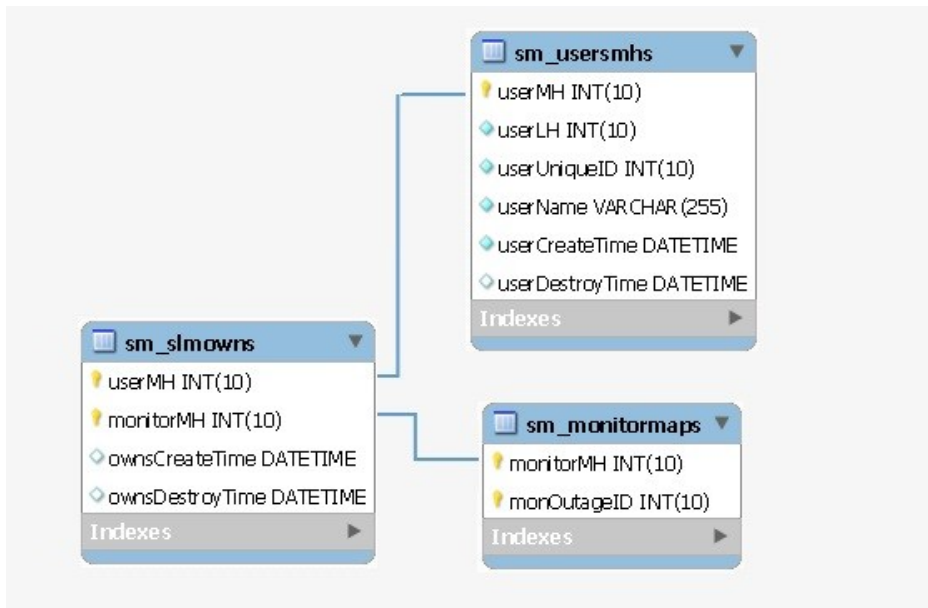 sm_usersmhs
userMH INT(10)
userLH INT(10)
userUniqueID INT(10)
userName VARCHAR(255)
userCreateTime DATETIME
userDestroyTime DATETIME
Indexes
sm_slmowns
userMH INT(10)
monitorMH INT(10)
ownsCreateTime DATETIME
ownsDestroyTime DATETIME
Indexes
sm_monitormaps
monitorMH INT(10)
monOutageID INT(10)
Indexes